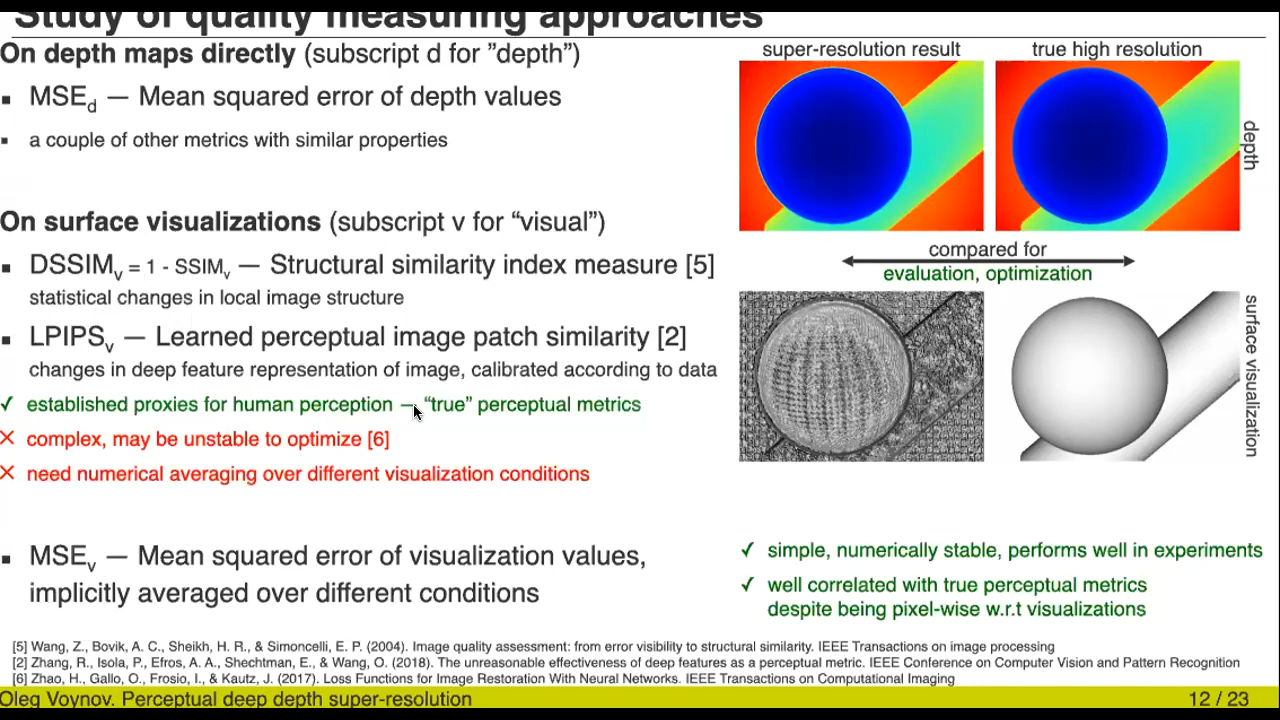 Study of quality measuring approaches
On depth maps directly (subscript d for ”depth”)
▪ MSEd — Mean squared error of depth values
▪ a couple of other metrics with similar properties
On surface visualizations (subscript v for “visual”)
▪ DSSIMv = 1 - SSIMv — Structural similarity index measure [5]
statistical changes in local image structure
▪ LPIPSv — Learned perceptual image patch similarity [2]
changes in deep feature representation of image, calibrated according to data
✓ established proxies for human perception — “true” perceptual metrics
✕ complex, may be unstable to optimize [6]
✕ need numerical averaging over different visualization conditions
▪ MSEv — Mean squared error of visualization values,
implicitly averaged over different conditions
super-resolution result
true high resolution
depth
compared for
evaluation, optimization
surface visualization
✓ simple, numerically stable, performs well in experiments
✓ well correlated with true perceptual metrics
despite being pixel-wise w.r.t visualizations
[5] Wang, Z., Bovik, A. C., Sheikh, H. R., & Simoncelli, E. P. (2004). Image quality assessment: from error visibility to structural similarity. IEEE Transactions on image processing
[2] Zhang, R., Isola, P., Efros, A. A., Shechtman, E., & Wang, O. (2018). The unreasonable effectiveness of deep features as a perceptual metric. IEEE Conference on Computer Vision and Pattern Recognition
[6] Zhao, H., Gallo, O., Frosio, I., & Kautz, J. (2017). Loss Functions for Image Restoration With Neural Networks. IEEE Transactions on Computational Imaging
Oleg Voynov. Perceptual deep depth super-resolution
12 / 23